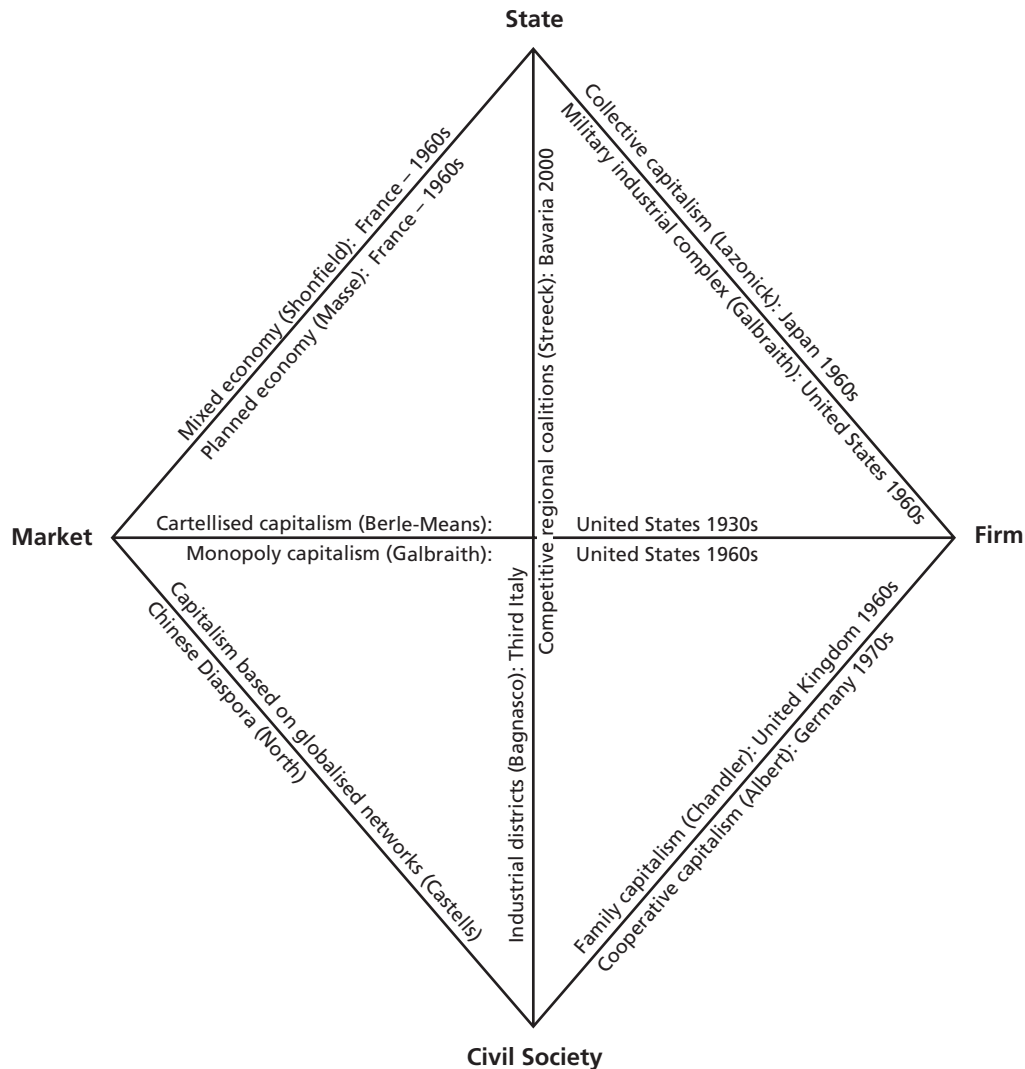 State
Mixed economy (Shonfield): France – 1960s
Planned economy (Masse): France – 1960s
Competitive regional coalitions (Streeck): Bavaria 2000
Collective capitalism (Lazonick): Japan 1960s
Military industrial complex (Galbraith): United States 1960s
Market
Cartellised capitalism (Berle-Means): United States 1930s
Monopoly capitalism (Galbraith): United States 1960s
Firm
Capitalism based on globalised networks (Castells)
Chinese Diaspora (North)
Industrial districts (Bagnasco): Third Italy
Family capitalism (Chandler): United Kingdom 1960s
Cooperative capitalism (Albert): Germany 1970s
Civil Society